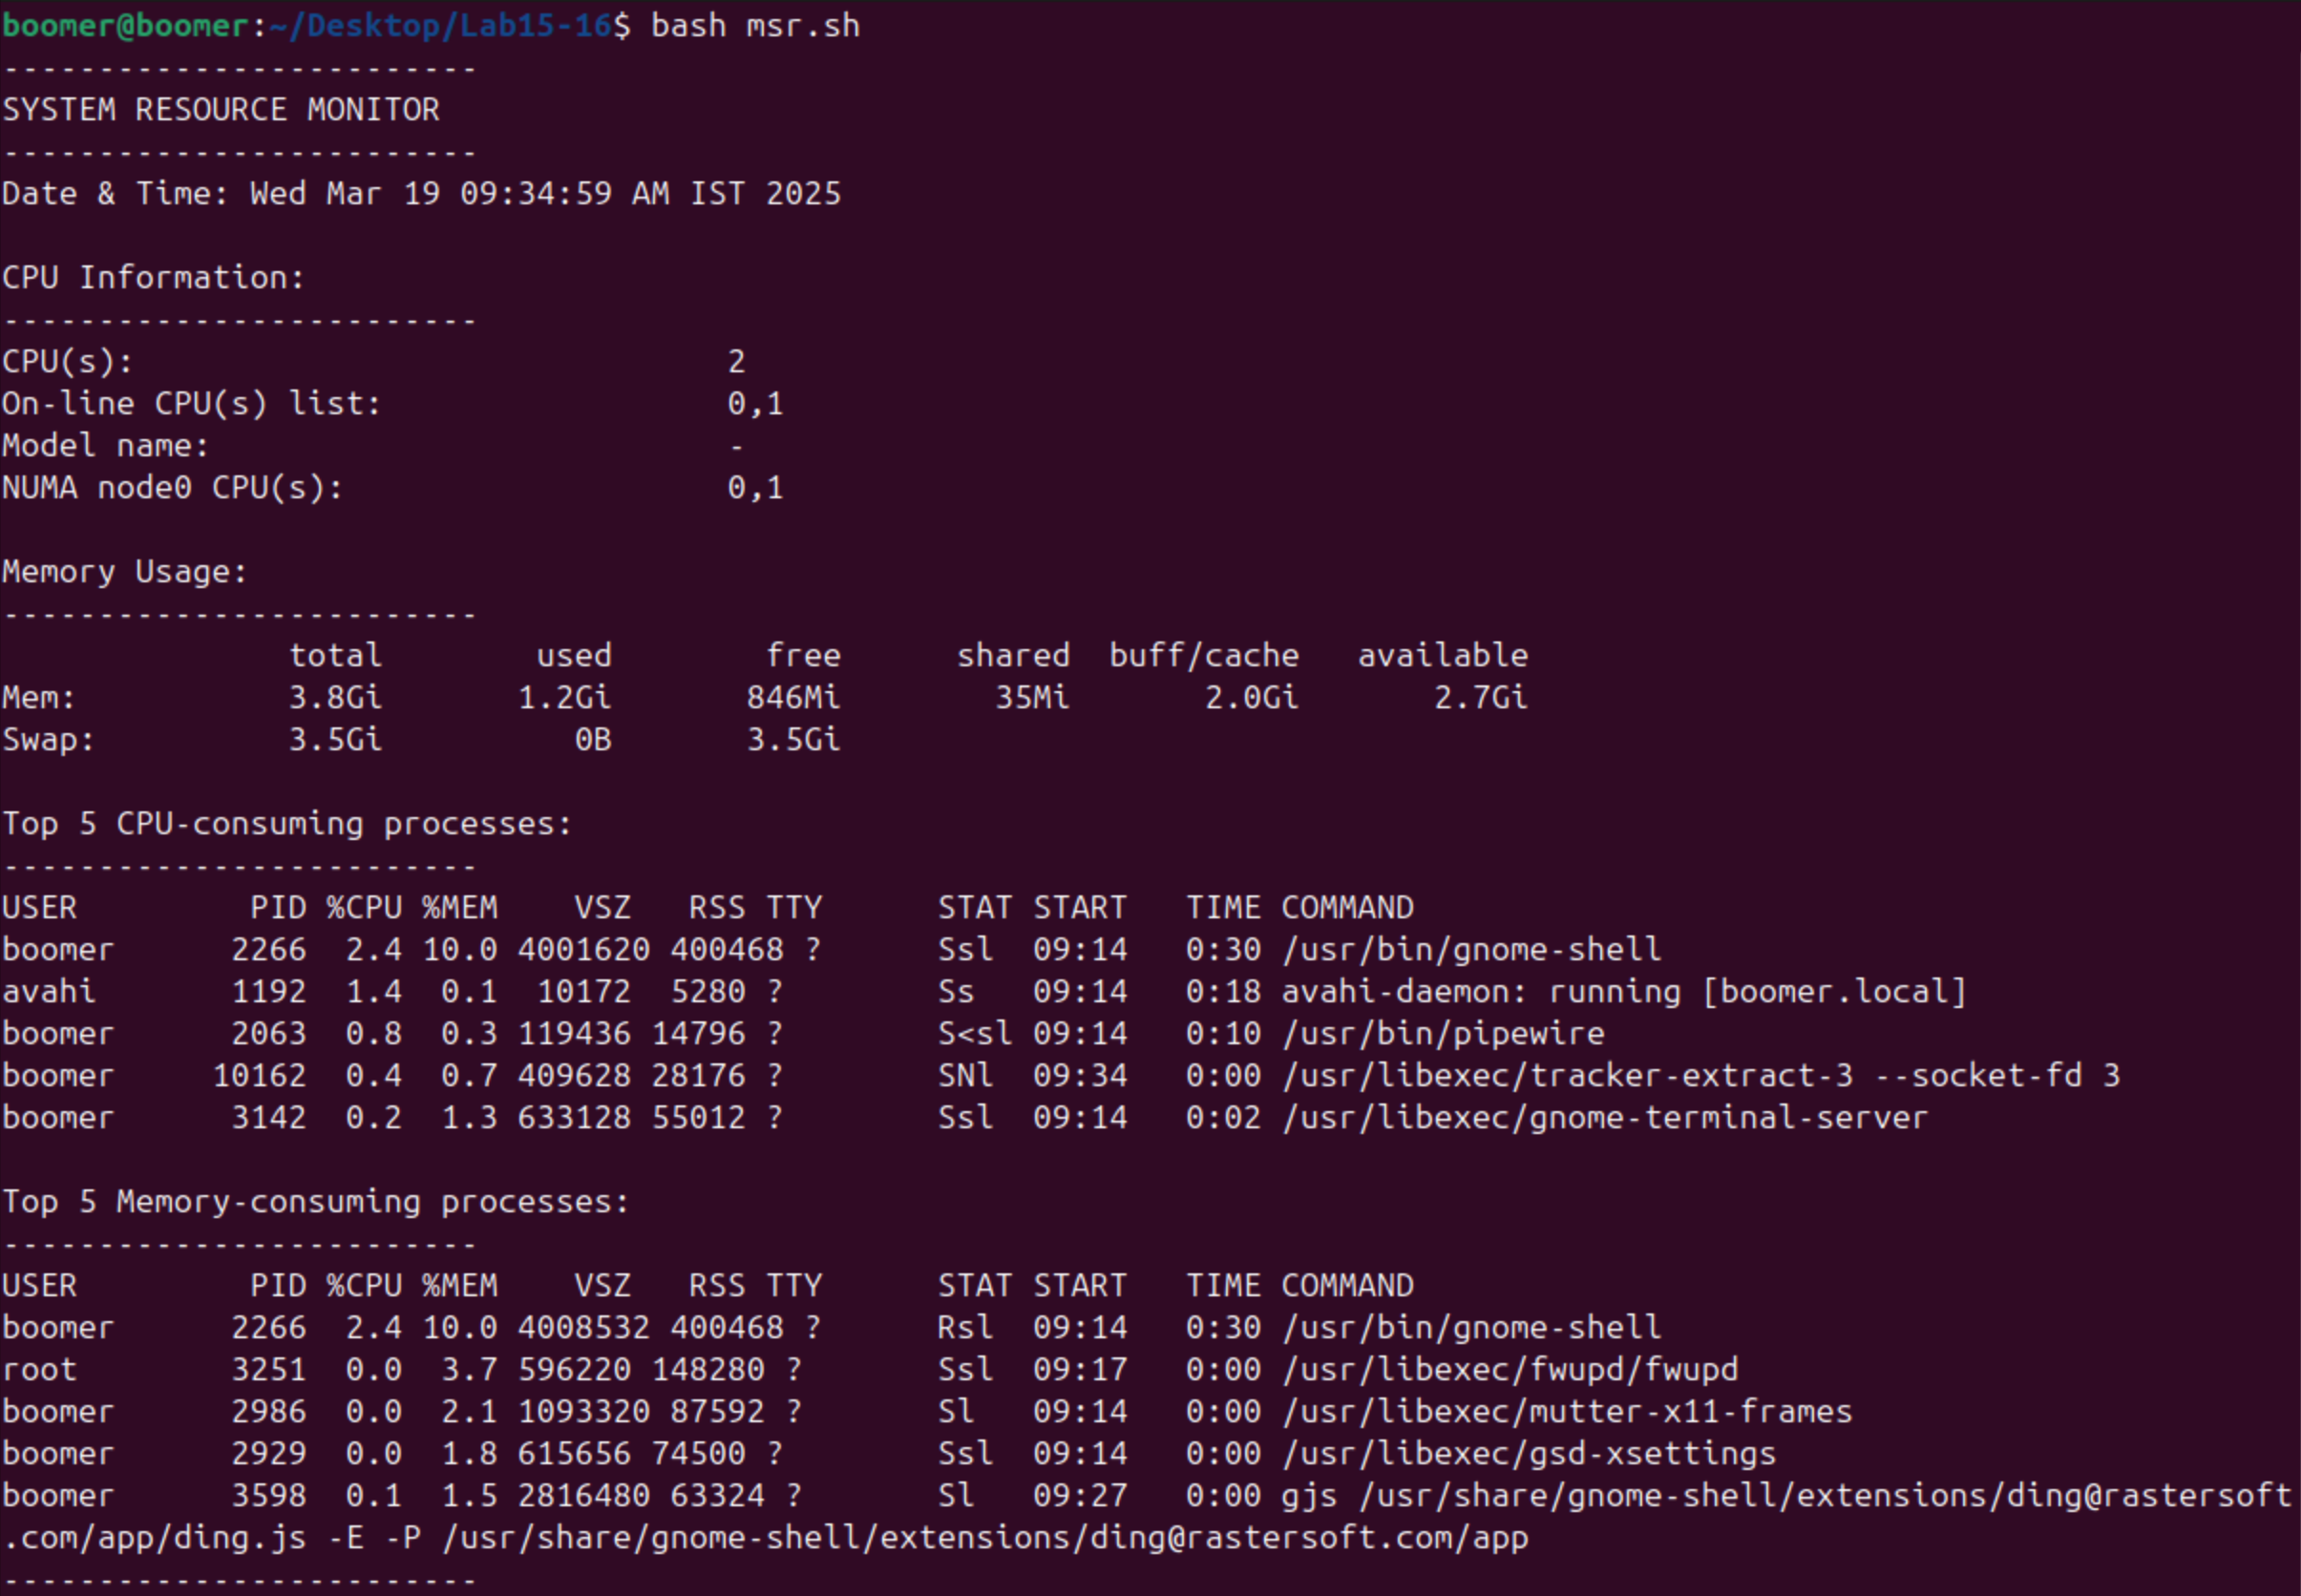 boomer@boomer:~/Desktop/Lab15-16$ bash msr.sh
-------------------------
SYSTEM RESOURCE MONITOR
-------------------------
Date & Time: Wed Mar 19 09:34:59 AM IST 2025

CPU Information:
-------------------------
CPU(s):                               2
On-line CPU(s) list:                  0,1
Model name:                           -
NUMA node0 CPU(s):                    0,1

Memory Usage:
-------------------------
               total        used        free      shared  buff/cache   available
Mem:           3.8Gi       1.2Gi       846Mi        35Mi       2.0Gi       2.7Gi
Swap:          3.5Gi          0B       3.5Gi

Top 5 CPU-consuming processes:
-------------------------
USER         PID %CPU %MEM    VSZ   RSS TTY      STAT START   TIME COMMAND
boomer      2266  2.4 10.0 4001620 400468 ?      Ssl  09:14   0:30 /usr/bin/gnome-shell
avahi       1192  1.4  0.1  10172  5280 ?        Ss   09:14   0:18 avahi-daemon: running [boomer.local]
boomer      2063  0.8  0.3 119436 14796 ?        S<sl 09:14   0:10 /usr/bin/pipewire
boomer     10162  0.4  0.7 409628 28176 ?        SNl  09:34   0:00 /usr/libexec/tracker-extract-3 --socket-fd 3
boomer      3142  0.2  1.3 633128 55012 ?        Ssl  09:14   0:02 /usr/libexec/gnome-terminal-server

Top 5 Memory-consuming processes:
-------------------------
USER         PID %CPU %MEM    VSZ   RSS TTY      STAT START   TIME COMMAND
boomer      2266  2.4 10.0 4008532 400468 ?      Rsl  09:14   0:30 /usr/bin/gnome-shell
root        3251  0.0  3.7 596220 148280 ?       Ssl  09:17   0:00 /usr/libexec/fwupd/fwupd
boomer      2986  0.0  2.1 1093320 87592 ?       Sl   09:14   0:00 /usr/libexec/mutter-x11-frames
boomer      2929  0.0  1.8 615656 74500 ?        Ssl  09:14   0:00 /usr/libexec/gsd-xsettings
boomer      3598  0.1  1.5 2816480 63324 ?       Sl   09:27   0:00 gjs /usr/share/gnome-shell/extensions/ding@rastersoft
.com/app/ding.js -E -P /usr/share/gnome-shell/extensions/ding@rastersoft.com/app
-------------------------